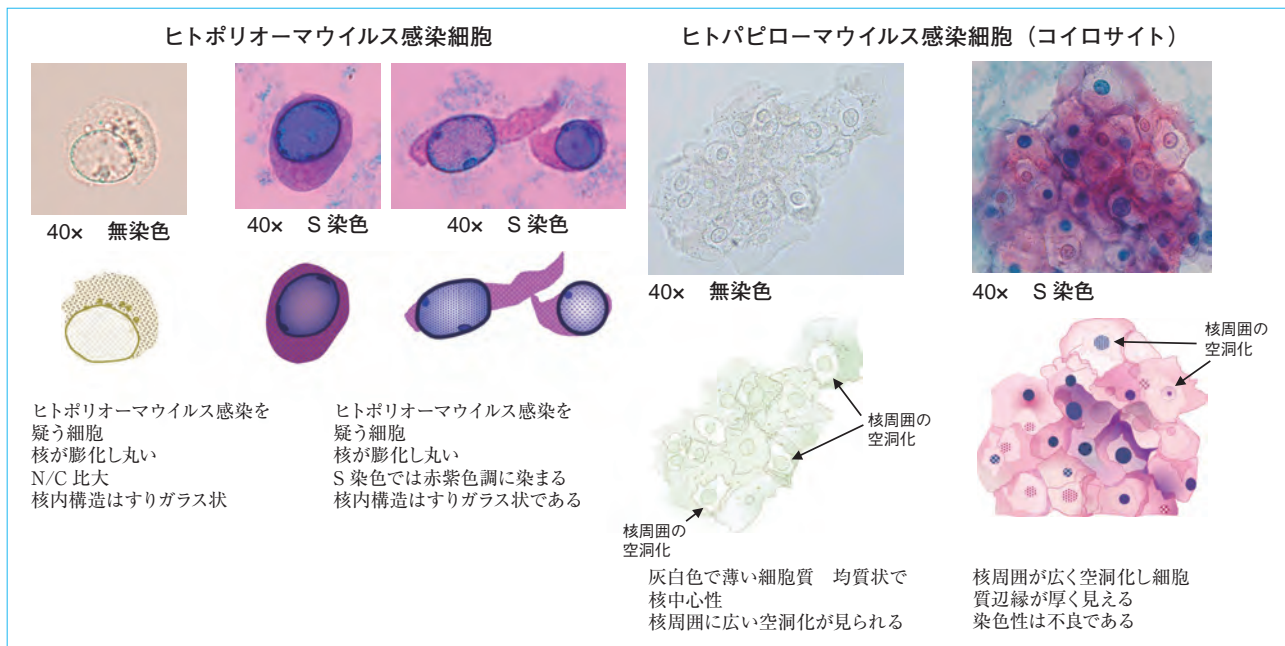 ヒトポリオーマウイルス感染細胞
40× 無染色
40× S 染色
40× S 染色
ヒトポリオーマウイルス感染を
疑う細胞
核が膨化し丸い
N/C 比大
核内構造はすりガラス状
ヒトポリオーマウイルス感染を
疑う細胞
核が膨化し丸い
S 染色では赤紫色調に染まる
核内構造はすりガラス状である
ヒトパピローマウイルス感染細胞（コイロサイト）
40× 無染色
40× S 染色
核周囲の
空洞化
核周囲の
空洞化
核周囲の
空洞化
灰白色で薄い細胞質　均質状で
核中心性
核周囲に広い空洞化が見られる
核周囲が広く空洞化し細胞
質辺縁が厚く見える
染色性は不良である